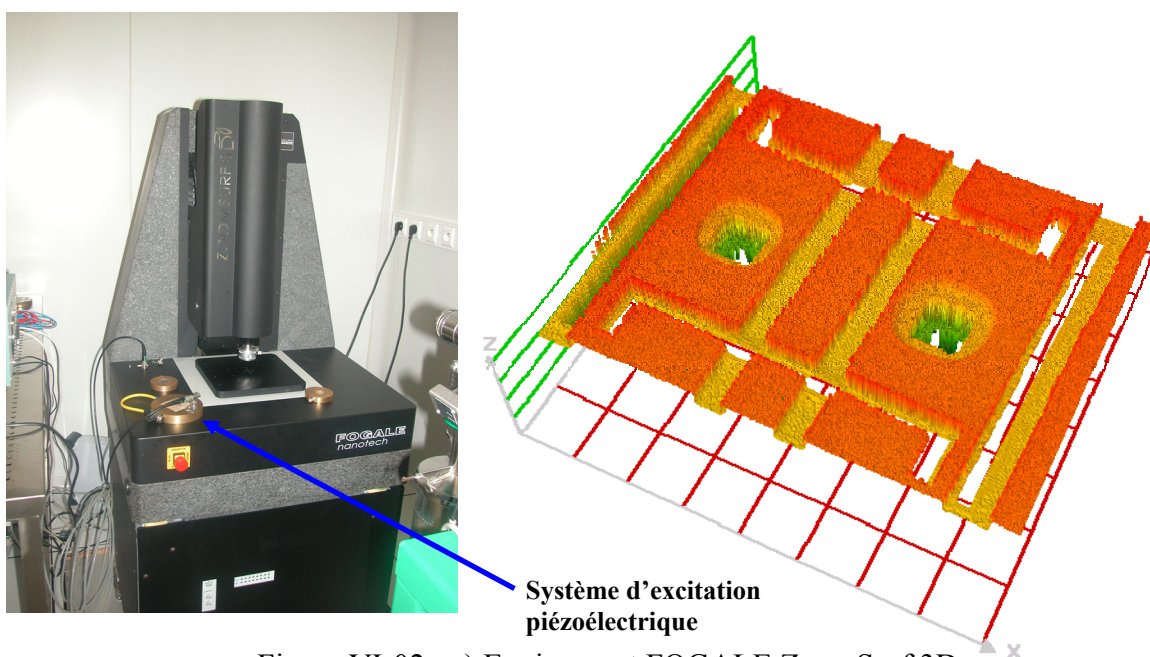 ZOOMSURF 3D
FOGALE
nanotech
Z
X
Système d'excitation
piézoélectrique